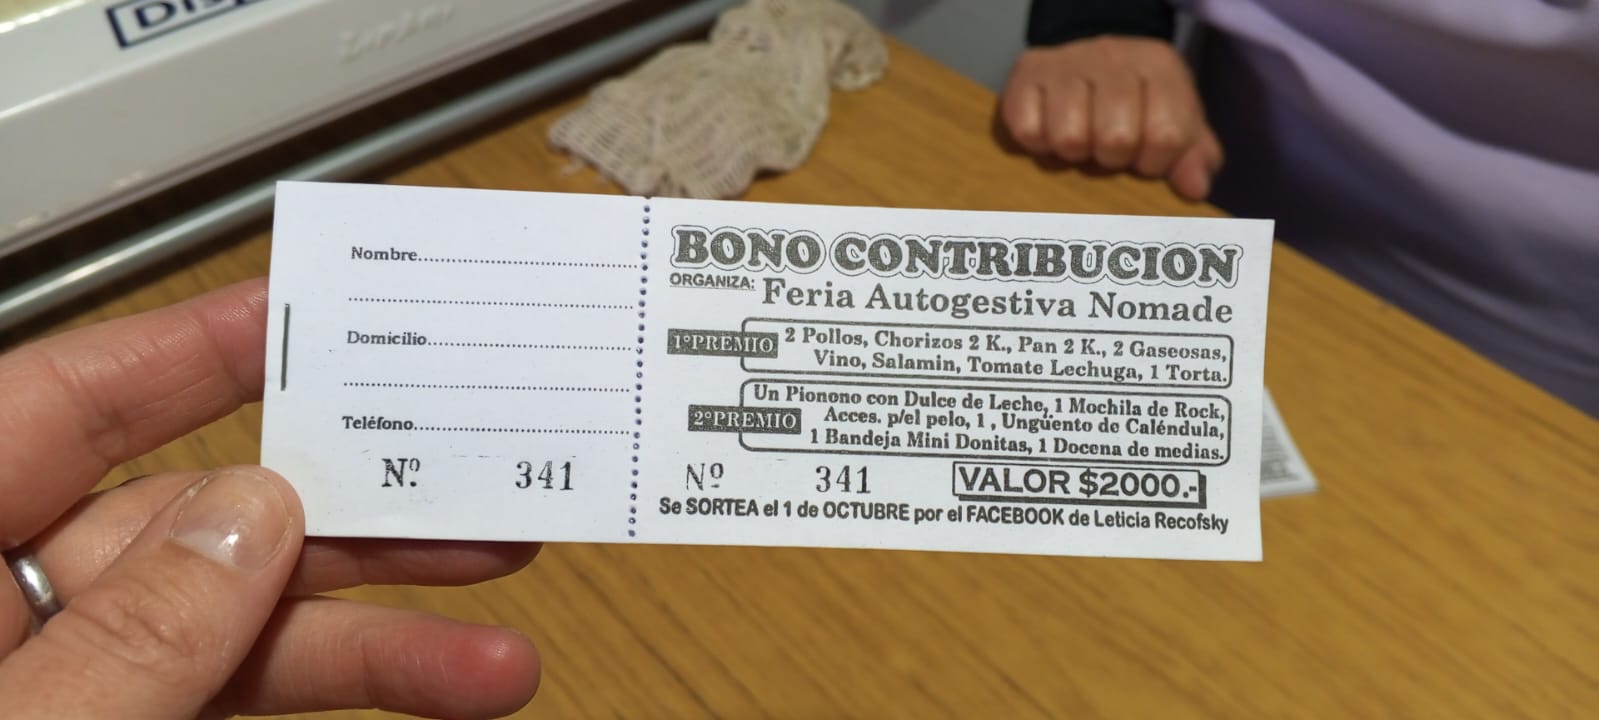 Nombre
Domicilio
Teléfono
Nº. 341
BONO CONTRIBUCION
ORGANIZA: Feria Autogestiva Nomade
1ºPREMIO
2 Pollos, Chorizos 2 K., Pan 2 K., 2 Gaseosas,
Vino, Salamin, Tomate Lechuga, 1 Torta.
2ºPREMIO
Un Pionono con Dulce de Leche, 1 Mochila de Rock,
Acces. p/el pelo, 1 , Ungüento de Caléndula,
1 Bandeja Mini Donitas, 1 Docena de medias.
Nº 341 VALOR $2000.-
Se SORTEA el 1 de OCTUBRE por el FACEBOOK de Leticia Recofsky